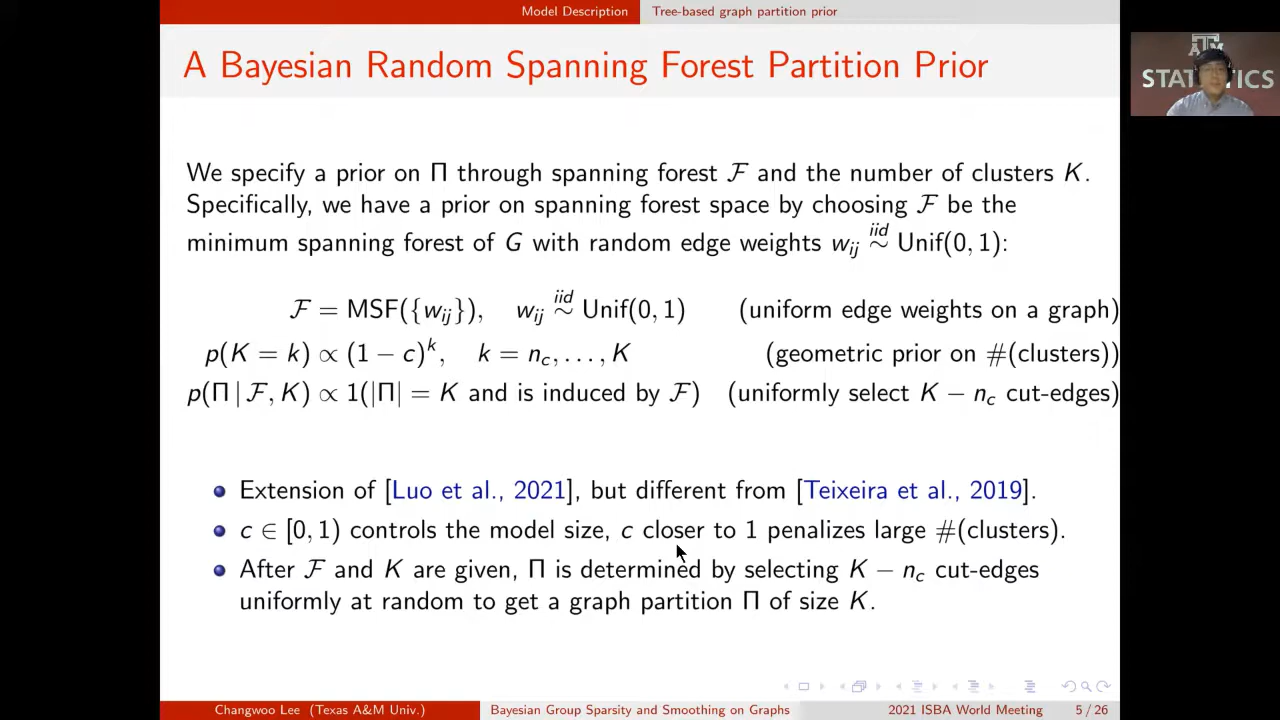 Model Description Tree-based graph partition prior
A Bayesian Random Spanning Forest Partition Prior
ATM
STATISTICS
We specify a prior on Π through spanning forest ℱ and the number of clusters K.
Specifically, we have a prior on spanning forest space by choosing ℱ be the
minimum spanning forest of G with random edge weights w_ij ~^iid Unif(0, 1):
ℱ = MSF({w_ij}), w_ij ~^iid Unif(0, 1) (uniform edge weights on a graph)
p(K = k) ∝ (1 − c)^k, k = n_c, . . . , K (geometric prior on #(clusters))
p(Π | ℱ, K) ∝ 1(|Π| = K and is induced by ℱ) (uniformly select K − n_c cut-edges)
Extension of [Luo et al., 2021], but different from [Teixeira et al., 2019].
c ∈ [0, 1) controls the model size, c closer to 1 penalizes large #(clusters).
After ℱ and K are given, Π is determined by selecting K − n_c cut-edges
uniformly at random to get a graph partition Π of size K.
Changwoo Lee (Texas A&M Univ.) Bayesian Group Sparsity and Smoothing on Graphs 2021 ISBA World Meeting 5 / 26